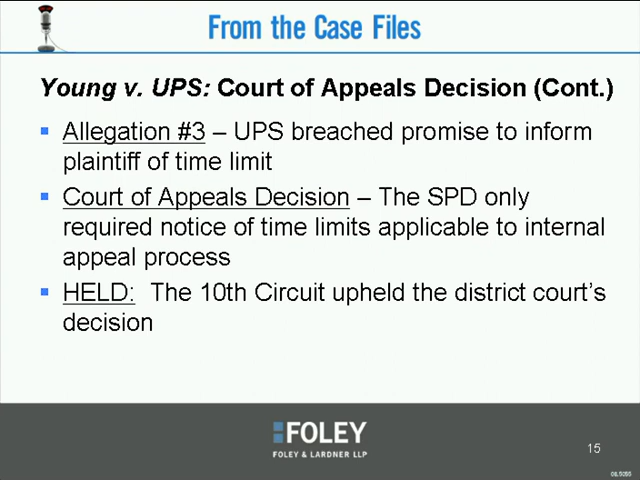 From the Case Files
Young v. UPS: Court of Appeals Decision (Cont.)
Allegation #3 – UPS breached promise to inform
plaintiff of time limit
Court of Appeals Decision – The SPD only
required notice of time limits applicable to internal
appeal process
HELD: The 10th Circuit upheld the district court's
decision
FOLEY
FOLEY & LARDNER LLP
15